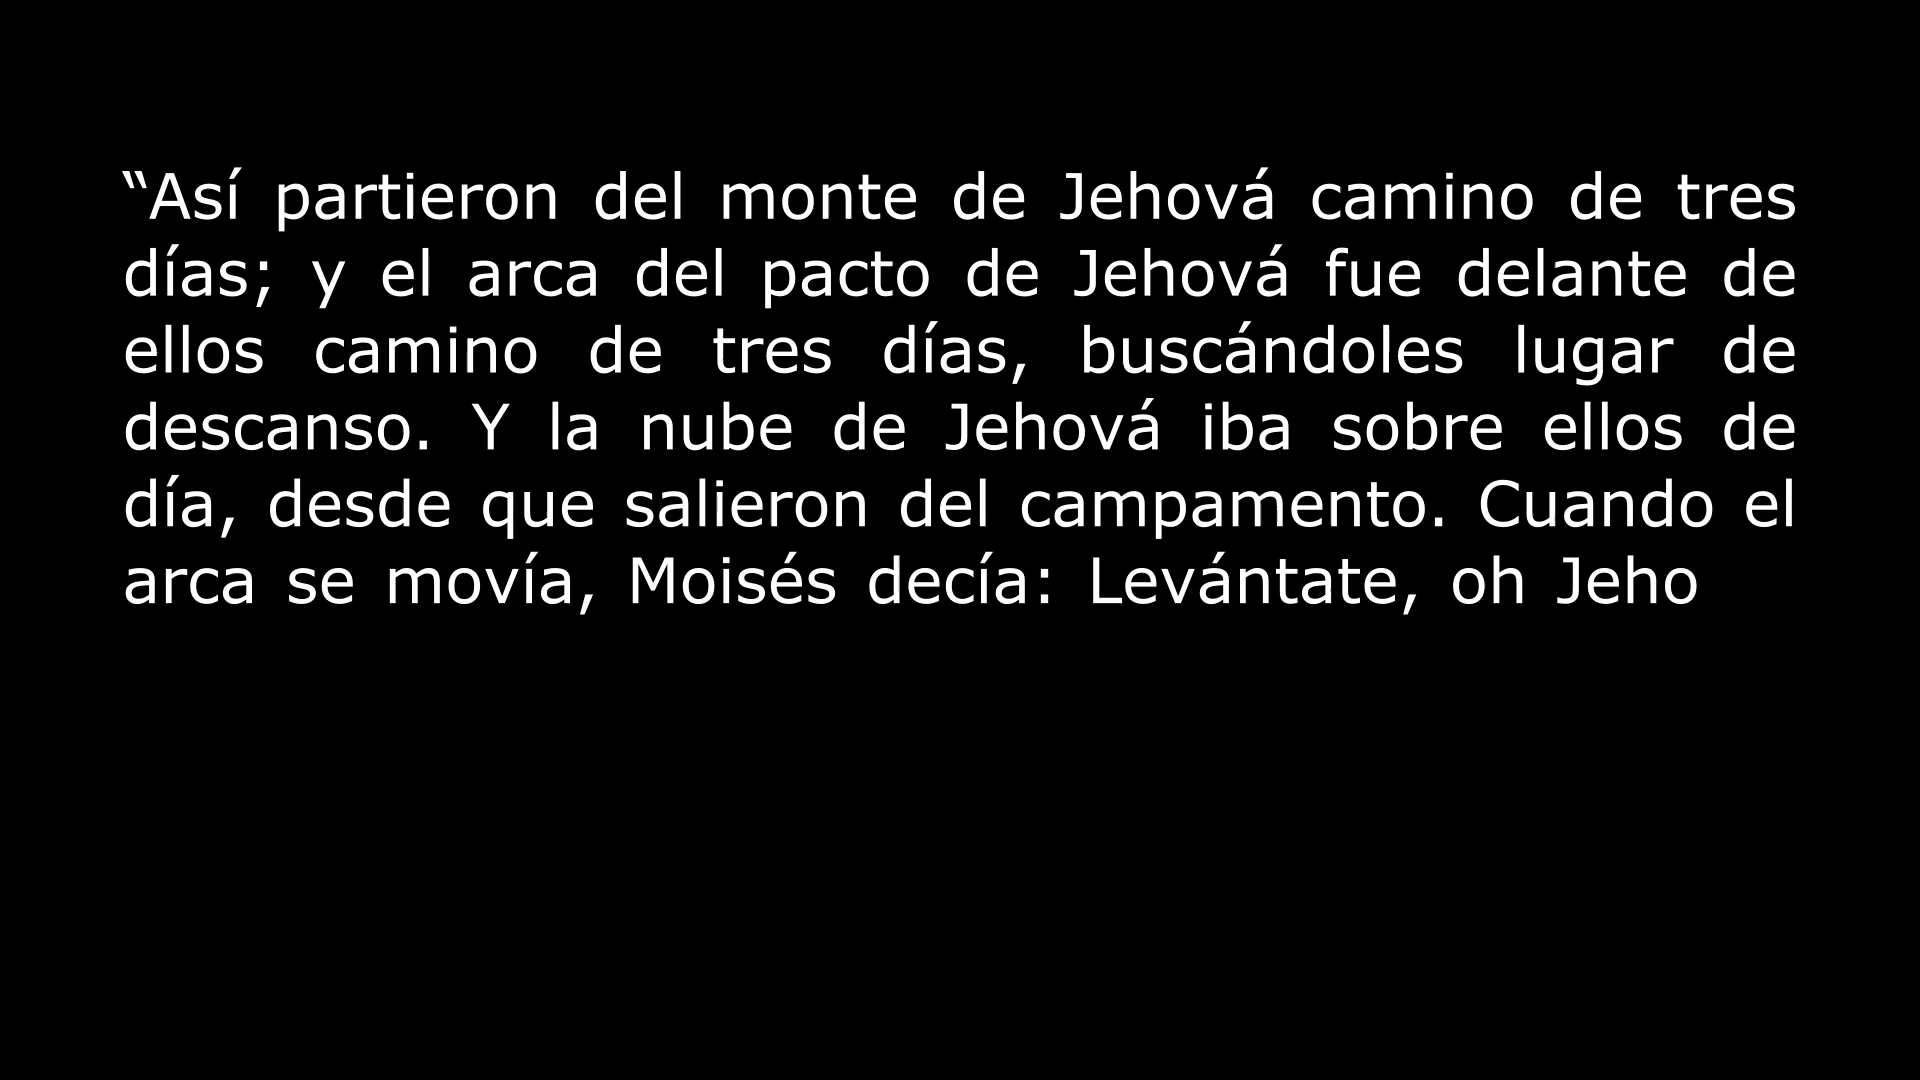 “Así partieron del monte de Jehová camino de tres
días; y el arca del pacto de Jehová fue delante de
ellos camino de tres días, buscándoles lugar de
descanso. Y la nube de Jehová iba sobre ellos de
día, desde que salieron del campamento. Cuando el
arca se movía, Moisés decía: Levántate, oh Jeho